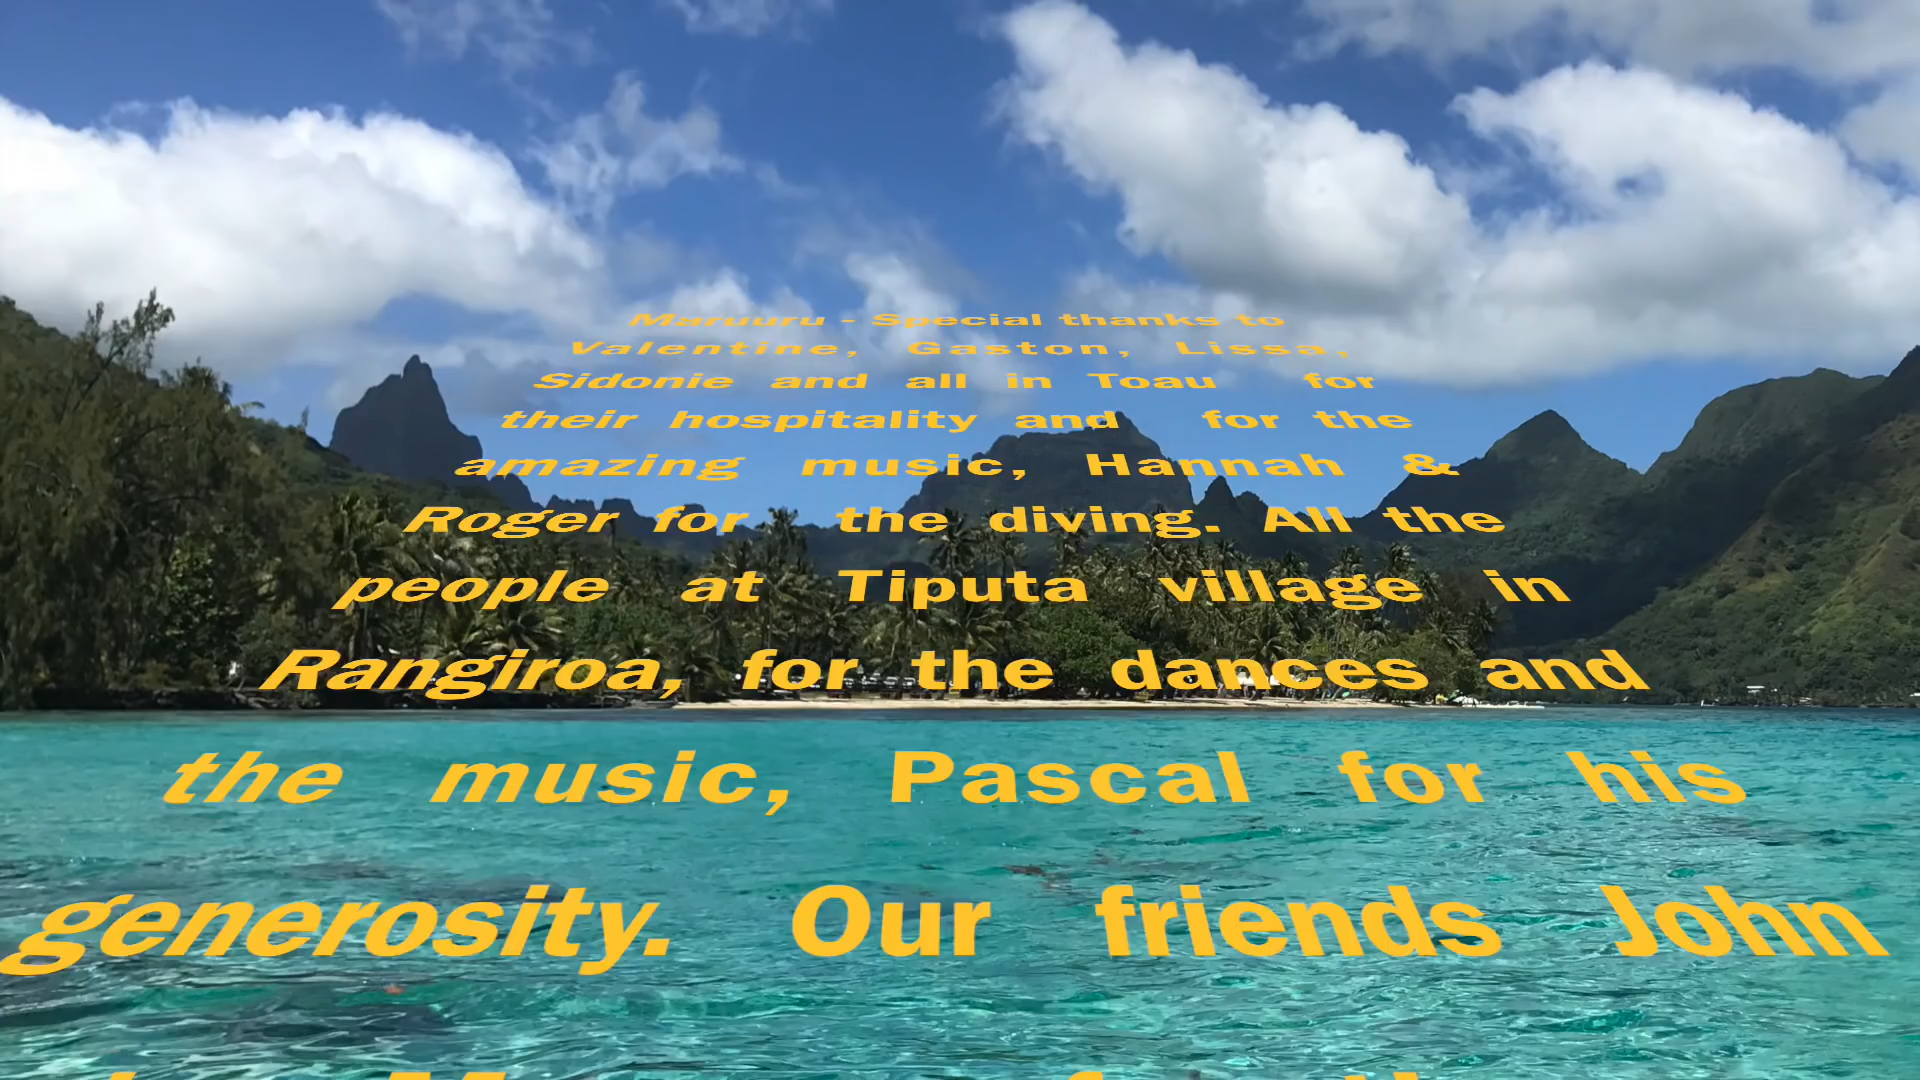 Maruuru - Special thanks to
Valentine, Gaston, Lissa,
Sidonie and all in Toau for
their hospitality and for the
amazing music, Hannah &
Roger for the diving. All the
people at Tiputa village in
Rangiroa, for the dances and
the music, Pascal for his
generosity. Our friends John